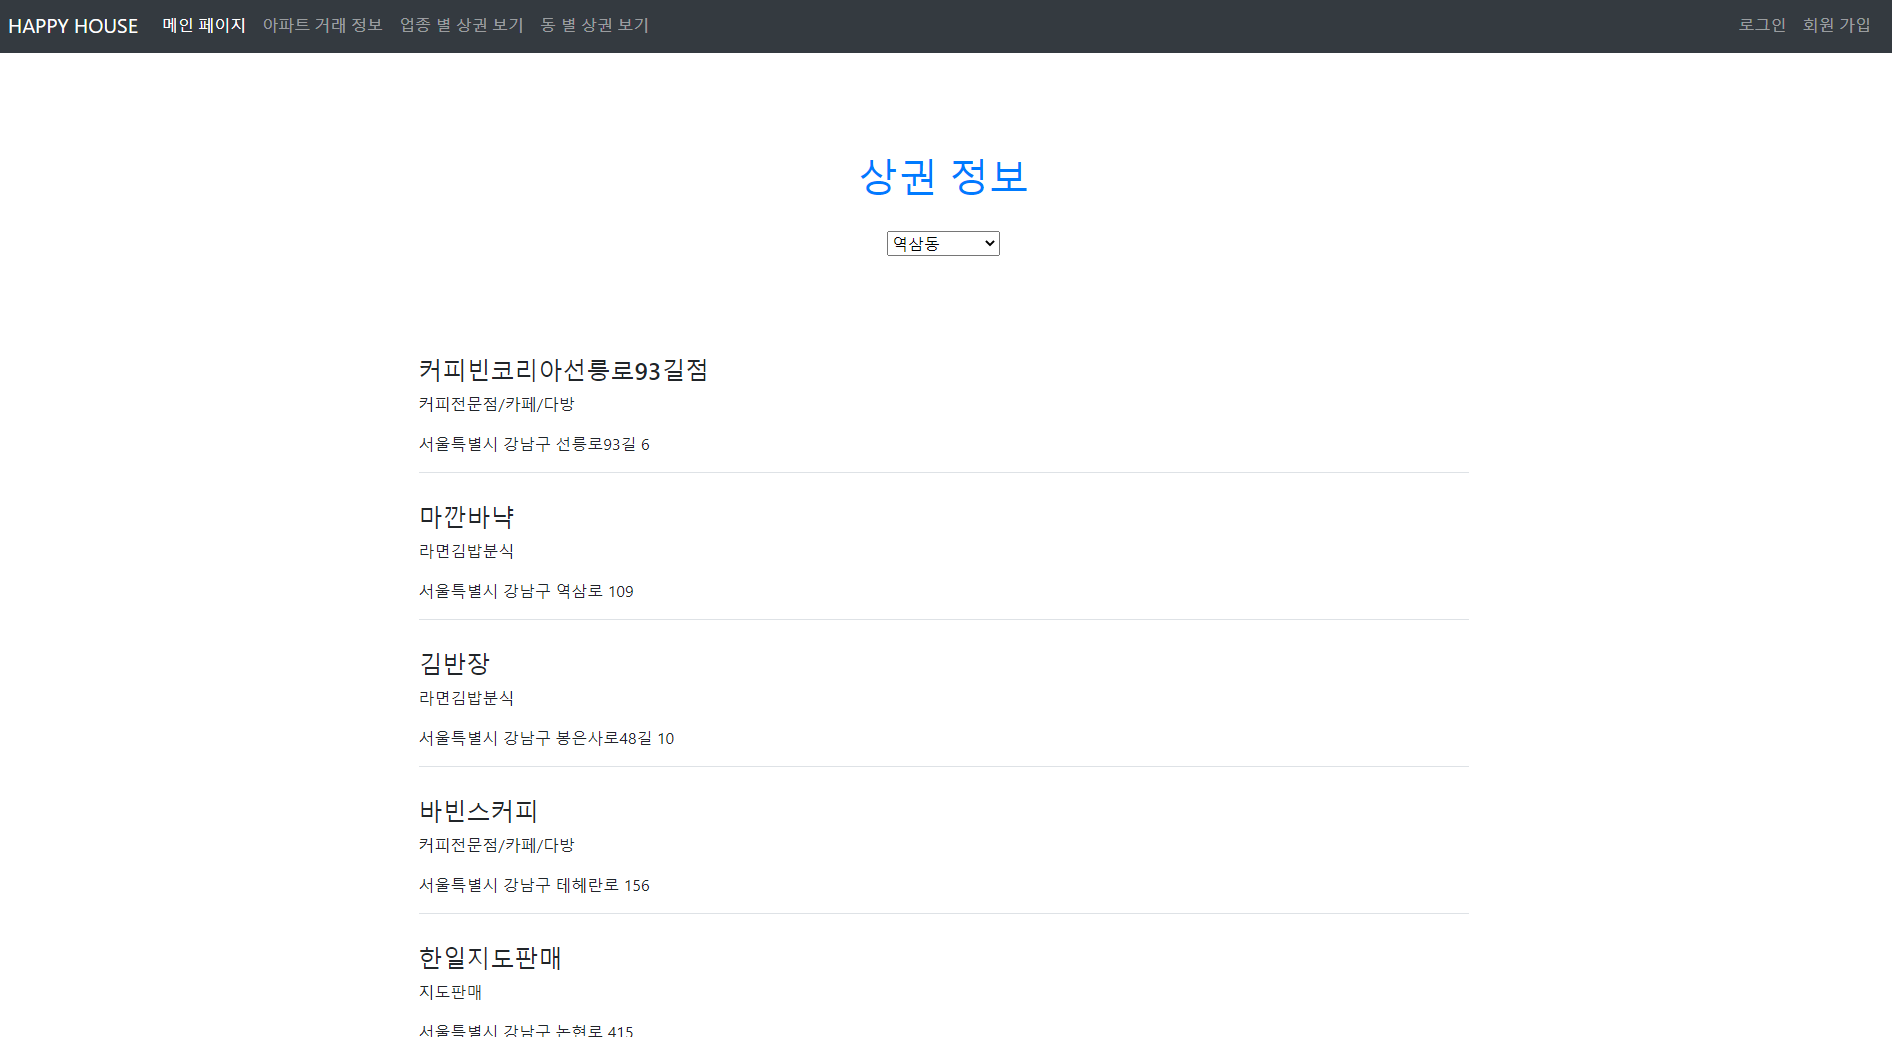 HAPPY HOUSE 메인 페이지 아파트 거래 정보 업종 별 상권 보기 동 별 상권 보기 로그인 회원 가입
상권 정보
역삼동
커피빈코리아선릉로93길점
커피전문점/카페/다방
서울특별시 강남구 선릉로93길 6
마깐바냑
라면김밥분식
서울특별시 강남구 역삼로 109
김반장
라면김밥분식
서울특별시 강남구 봉은사로48길 10
바빈스커피
커피전문점/카페/다방
서울특별시 강남구 테헤란로 156
한일지도판매
지도판매
서울특별시 강남구 논현로 415